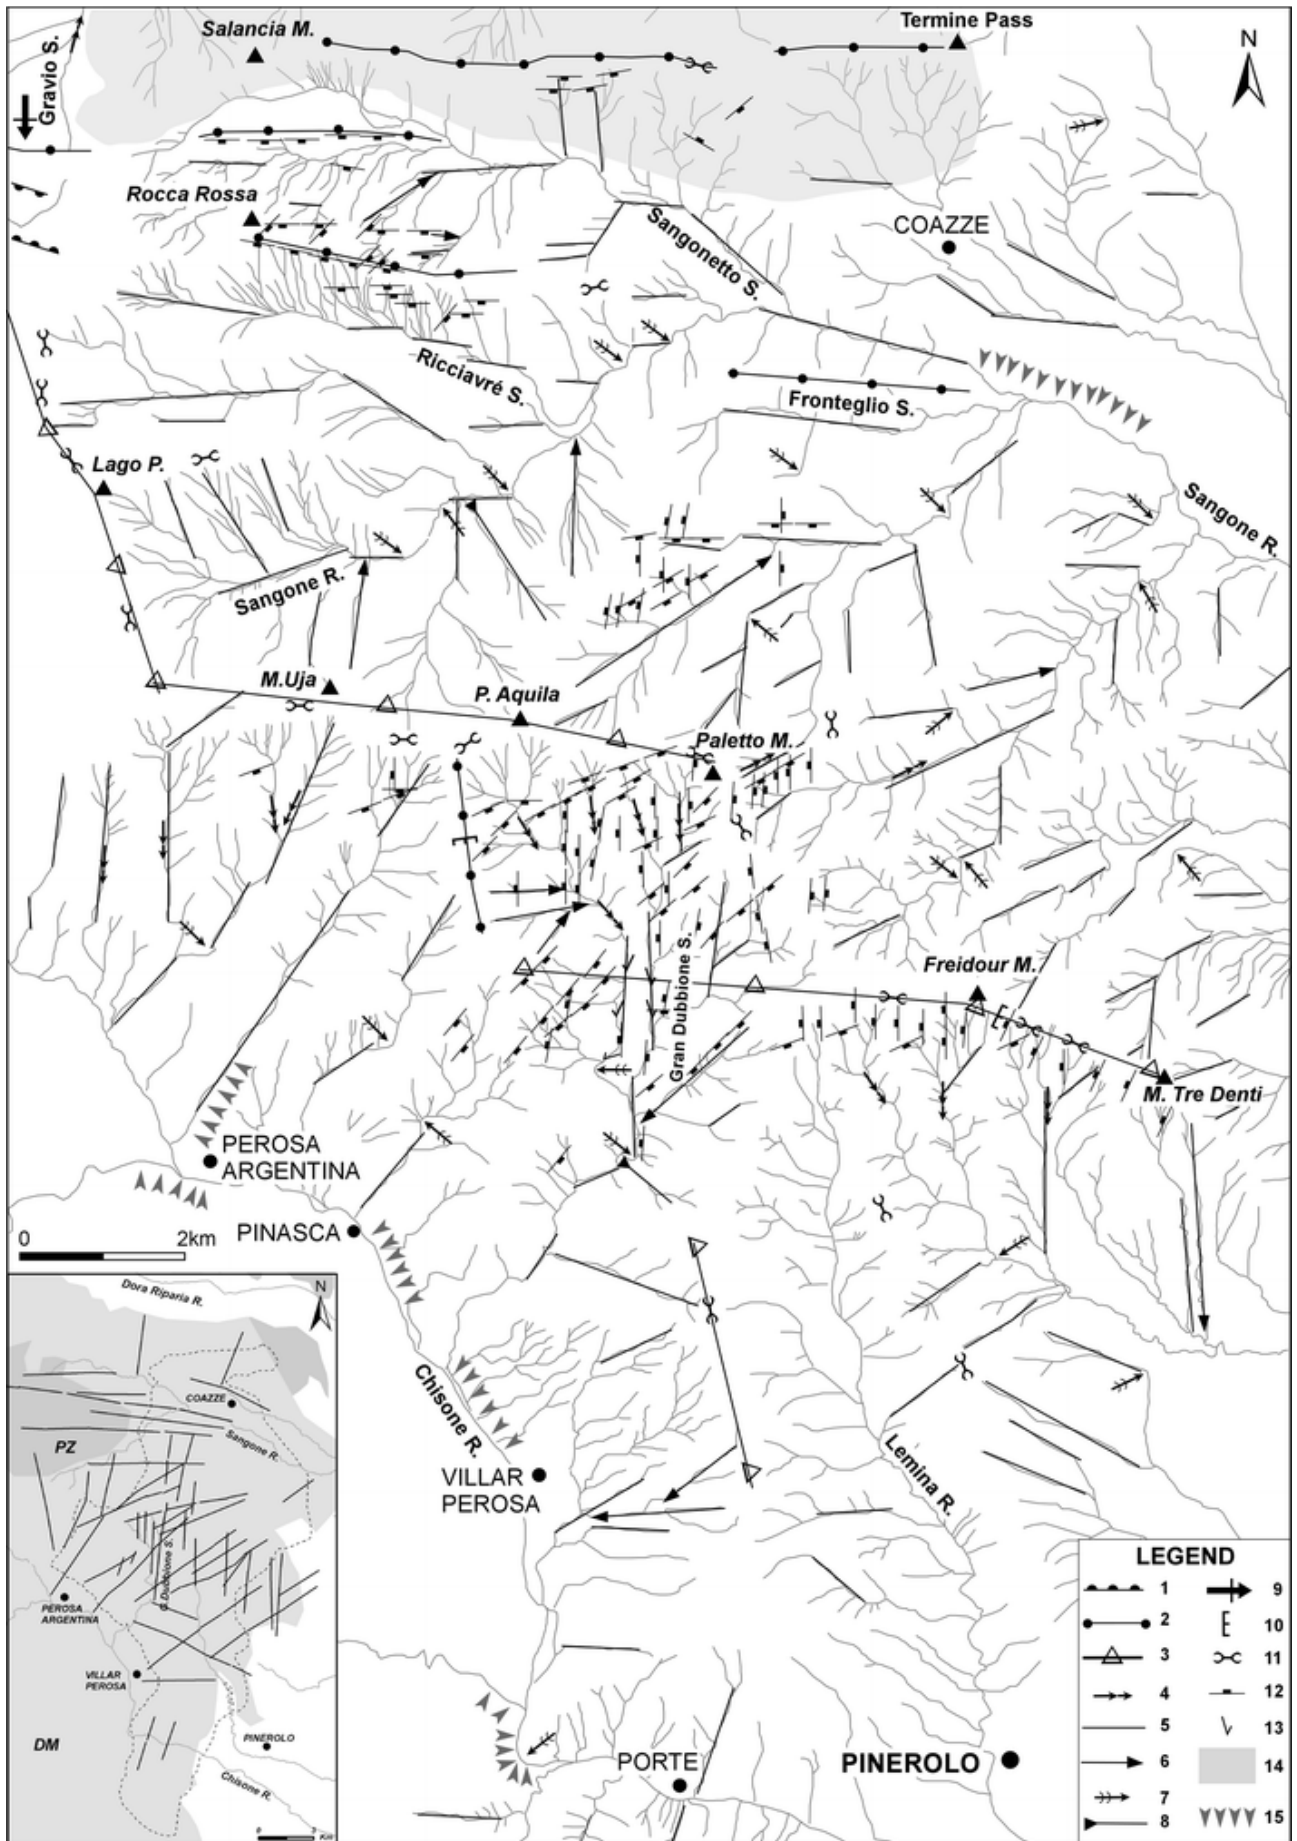 Salancia M.
Termine Pass
N
Gravio S.
Rocca Rossa
COAZZE
Sangonetto S.
Ricciavré S.
Fronteglio S.
Lago P.
Sangone R.
Sangone R.
M.Uja
P. Aquila
Paletto M.
Gran Dubbione S.
Freidour M.
M. Tre Denti
PEROSA
ARGENTINA
PINASCA
0 2km
Chisone R.
VILLAR
PEROSA
Lemina R.
PORTE
PINEROLO
Dora Riparia R.
N
COAZZE
Sangone R.
PZ
G.Dubbione S.
PEROSA
ARGENTINA
VILLAR
PEROSA
DM
PINEROLO
Chisone R.
LEGEND
1 9
2 10
3 11
4 12
5 13
6 14
7
8 15